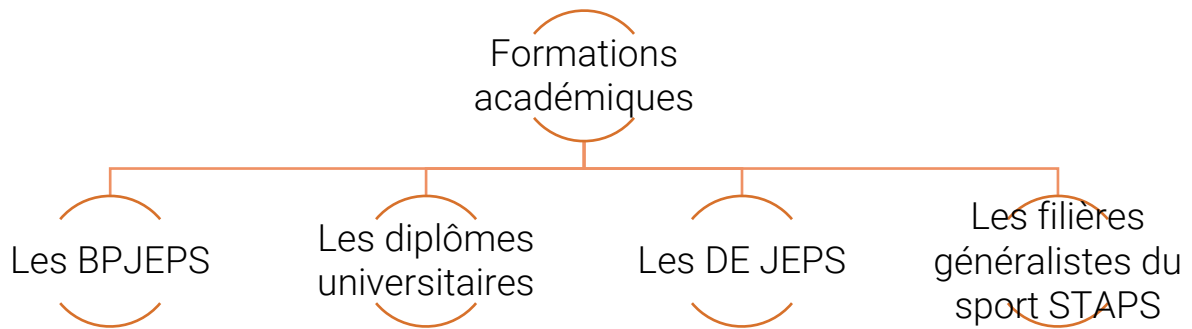 Formations
académiques
Les BPJEPS
Les diplômes
universitaires
Les DE JEPS
Les filières
généralistes du
sport STAPS